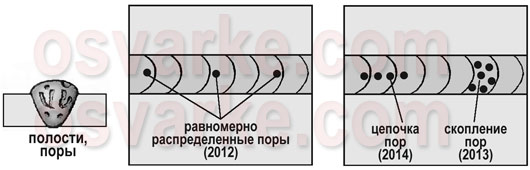 osvarke.com
osvarke.com
полости,
поры
равномерно
распределенные поры
(2012)
цепочка
пор
(2014)
скопление
пор
(2013)